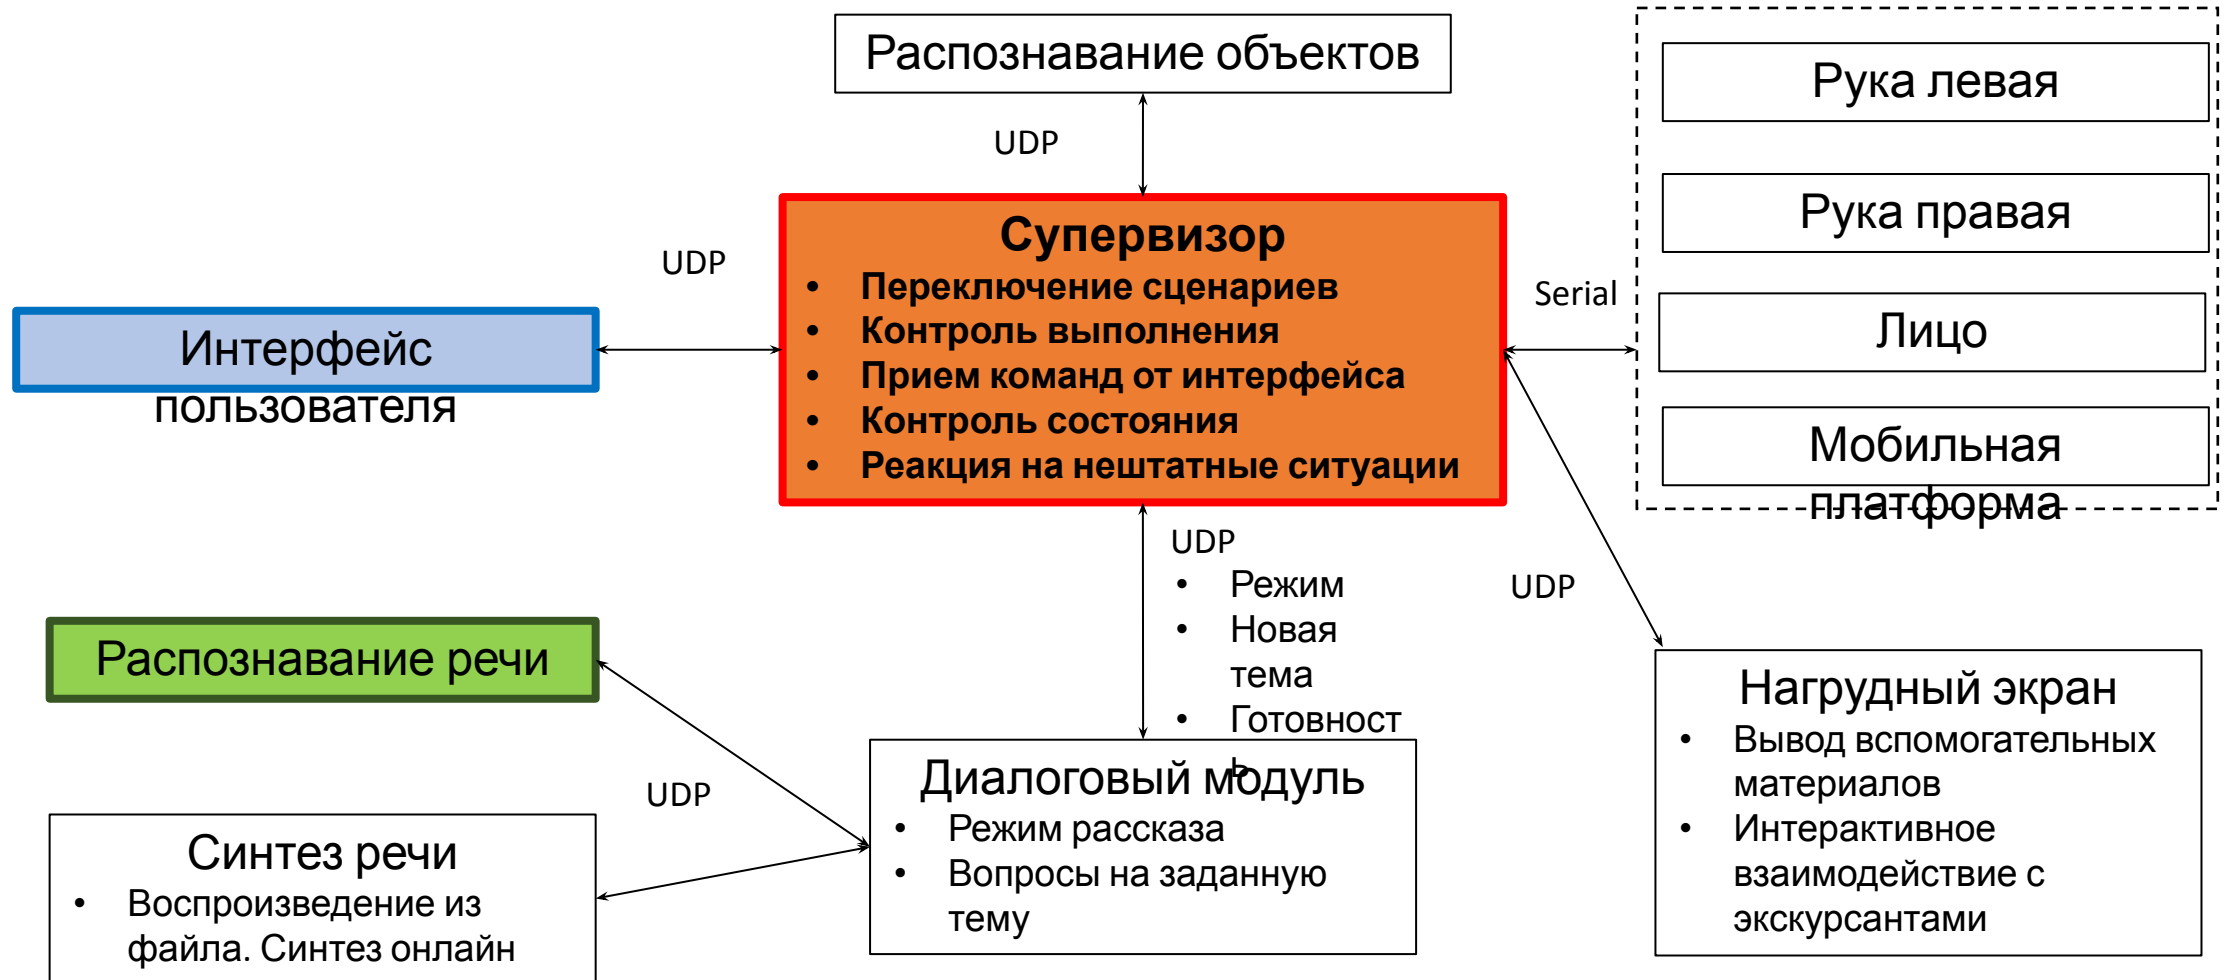 Распознавание объектов
UDP
Рука левая
Рука правая
Лицо
Мобильная
платформа
Serial
Супервизор
• Переключение сценариев
• Контроль выполнения
• Прием команд от интерфейса
• Контроль состояния
• Реакция на нештатные ситуации
UDP
Интерфейс
пользователя
UDP
• Режим
• Новая
тема
• Готовност
ь
UDP
Распознавание речи
UDP
Синтез речи
• Воспроизведение из
файла. Синтез онлайн
Диалоговый модуль
• Режим рассказа
• Вопросы на заданную
тему
Нагрудный экран
• Вывод вспомогательных
материалов
• Интерактивное
взаимодействие с
экскурсантами